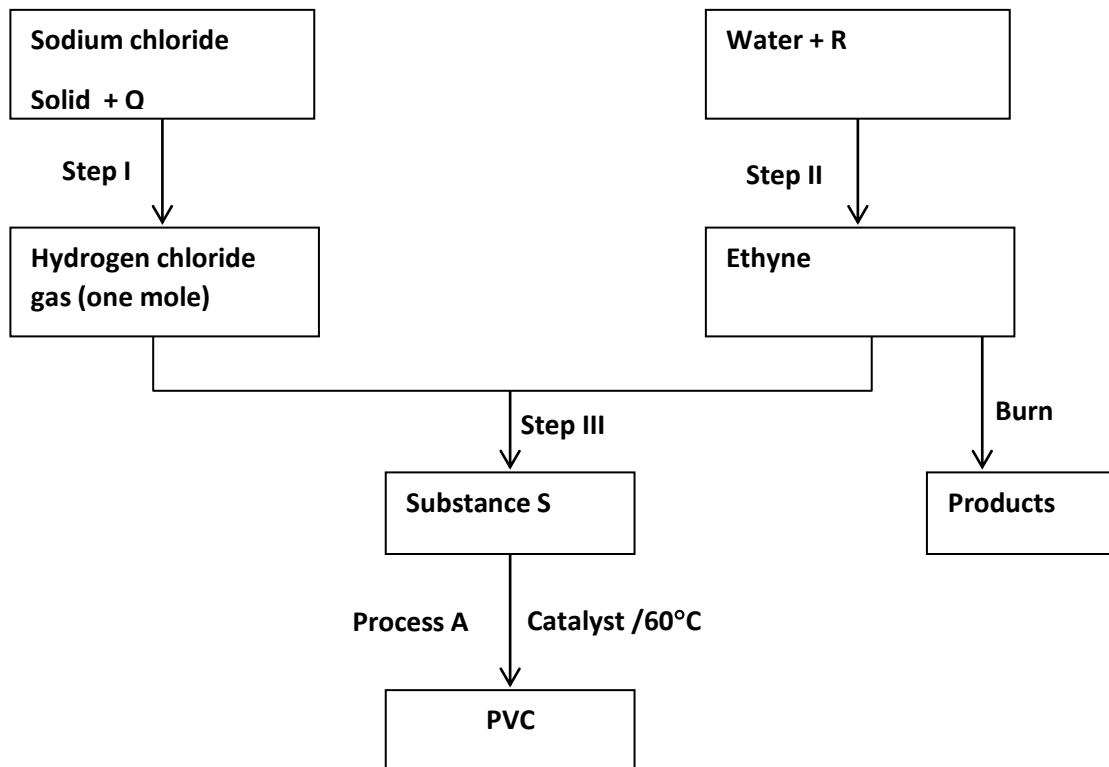 Sodium chloride
Solid + Q
Water + R
Step I
Step II
Hydrogen chloride
gas (one mole)
Ethyne
Step III
Burn
Substance S
Products
Process A
Catalyst /60°C
PVC